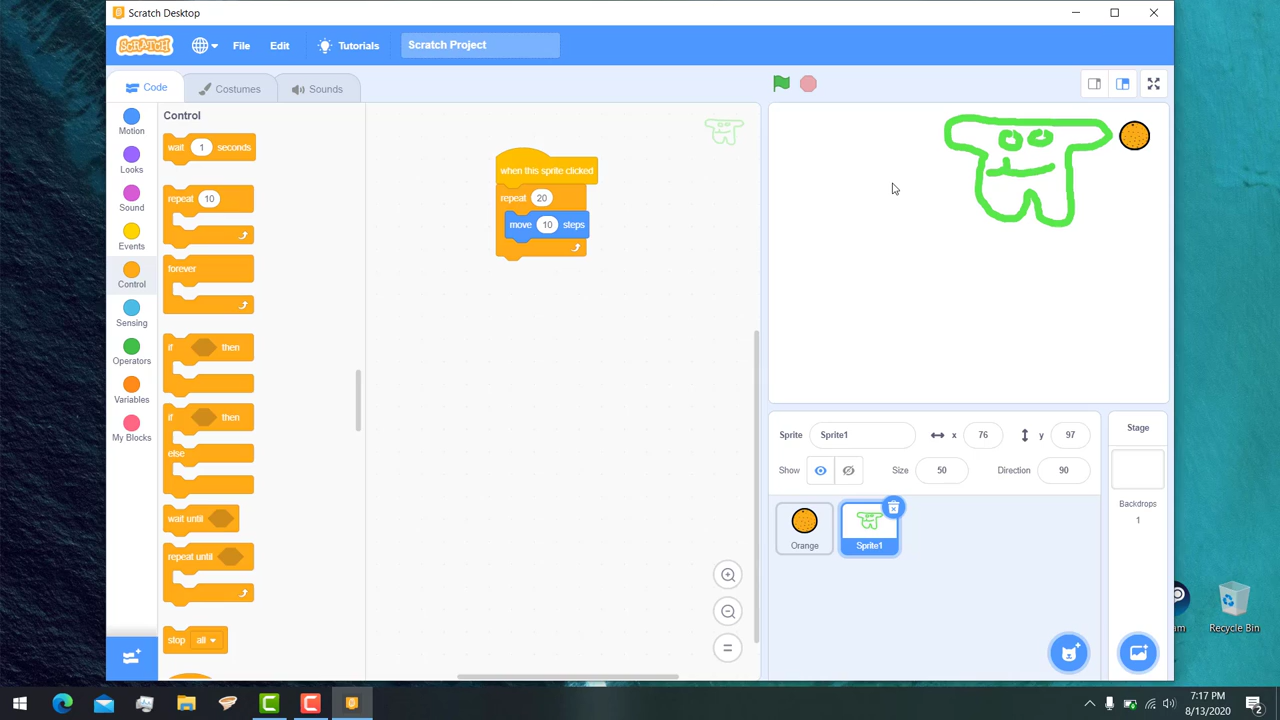 Scratch Desktop
SCRATCH
File
Edit
Tutorials
Scratch Project
Code
Costumes
Sounds
Motion
Looks
Sound
Events
Control
Sensing
Operators
Variables
My Blocks
Control
wait 1 seconds
repeat 10
forever
if then
if then
else
wait until
repeat until
stop all
when this sprite clicked
repeat 20
move 10 steps
Sprite Sprite1 x 76 y 97
Show Size 50 Direction 90
Orange
Sprite1
Stage
Backdrops
1
Recycle Bin
7:17 PM
8/13/2020
2